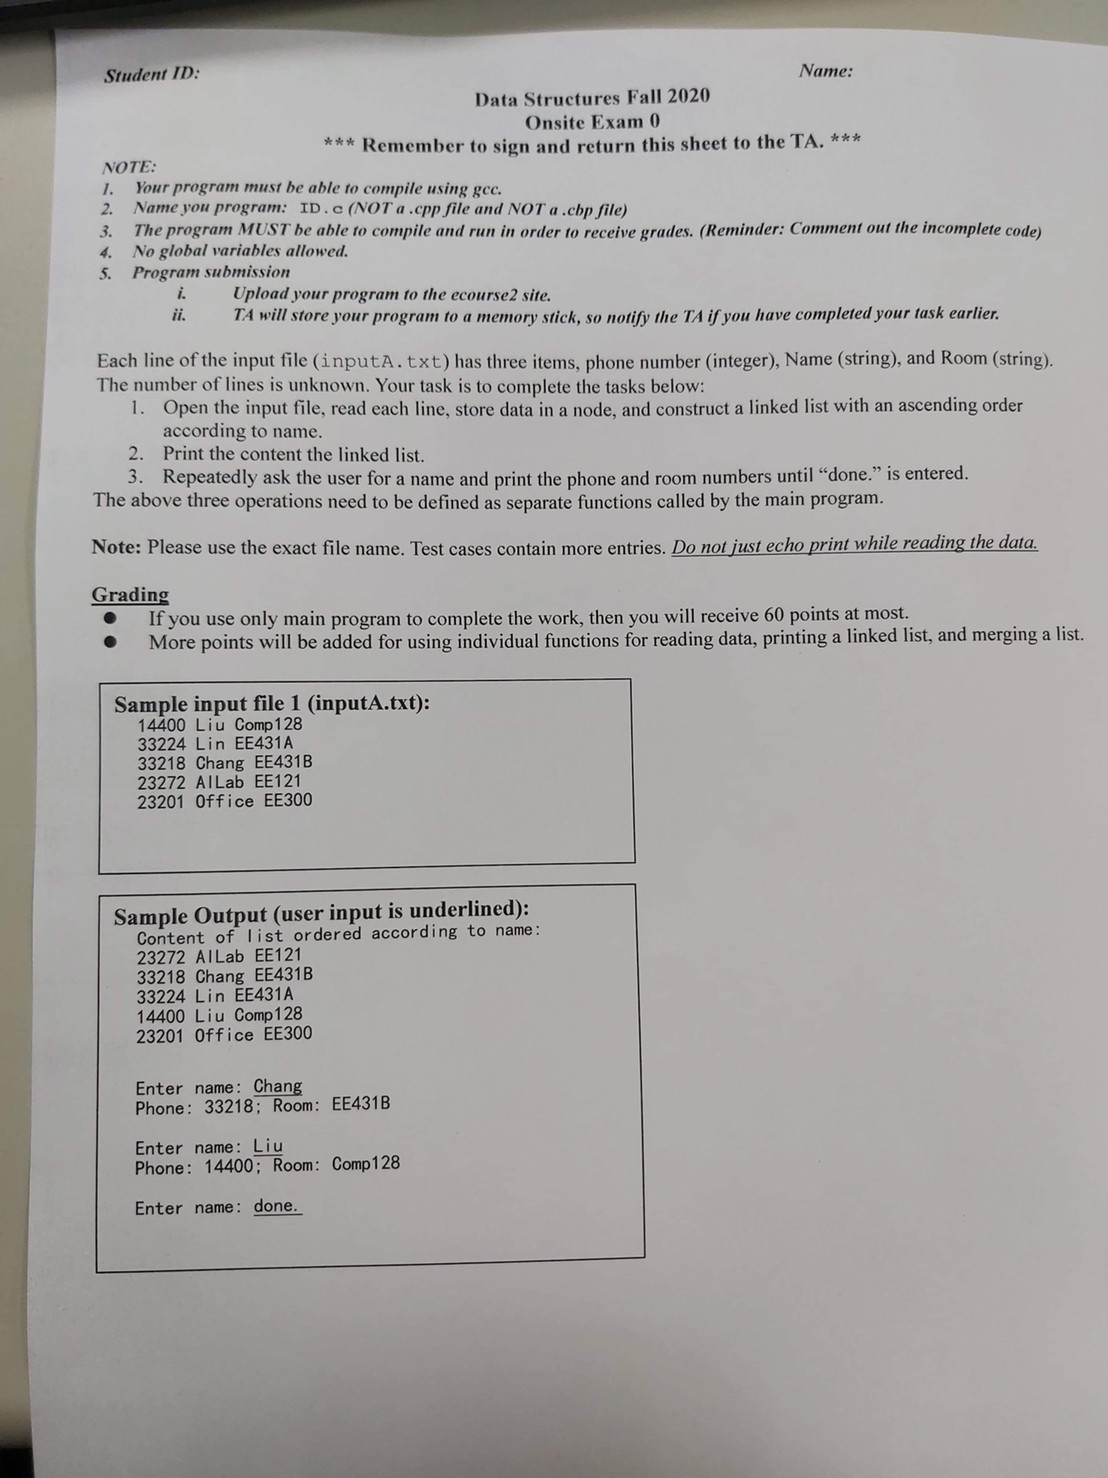 Student ID: Name:
Data Structures Fall 2020
Onsite Exam 0
*** Remember to sign and return this sheet to the TA. ***
NOTE:
1. Your program must be able to compile using gcc.
2. Name you program: ID.c (NOT a .cpp file and NOT a .cbp file)
3. The program MUST be able to compile and run in order to receive grades. (Reminder: Comment out the incomplete code)
4. No global variables allowed.
5. Program submission
i. Upload your program to the ecourse2 site.
ii. TA will store your program to a memory stick, so notify the TA if you have completed your task earlier.
Each line of the input file (inputA.txt) has three items, phone number (integer), Name (string), and Room (string).
The number of lines is unknown. Your task is to complete the tasks below:
1. Open the input file, read each line, store data in a node, and construct a linked list with an ascending order
according to name.
2. Print the content the linked list.
3. Repeatedly ask the user for a name and print the phone and room numbers until “done.” is entered.
The above three operations need to be defined as separate functions called by the main program.
Note: Please use the exact file name. Test cases contain more entries. Do not just echo print while reading the data.
Grading
● If you use only main program to complete the work, then you will receive 60 points at most.
● More points will be added for using individual functions for reading data, printing a linked list, and merging a list.
Sample input file 1 (inputA.txt):
14400 Liu Comp128
33224 Lin EE431A
33218 Chang EE431B
23272 AILab EE121
23201 Office EE300
Sample Output (user input is underlined):
Content of list ordered according to name:
23272 AILab EE121
33218 Chang EE431B
33224 Lin EE431A
14400 Liu Comp128
23201 Office EE300
Enter name: Chang
Phone: 33218; Room: EE431B
Enter name: Liu
Phone: 14400; Room: Comp128
Enter name: done.